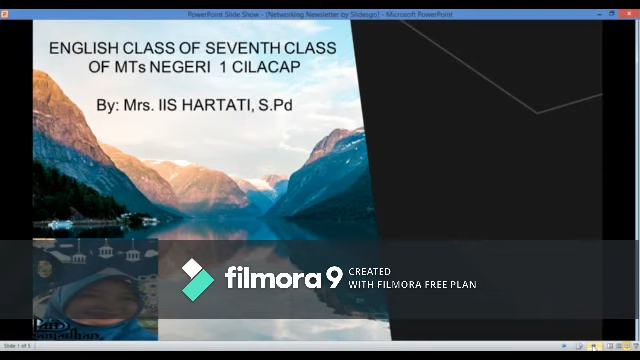 PowerPoint Slide Show - [Networking Newsletter by Slidesgo] - Microsoft PowerPoint
ENGLISH CLASS OF SEVENTH CLASS
OF MTs NEGERI 1 CILACAP
By: Mrs. IIS HARTATI, S.Pd
filmora 9 CREATED
WITH FILMORA FREE PLAN
Slide 1 of 5